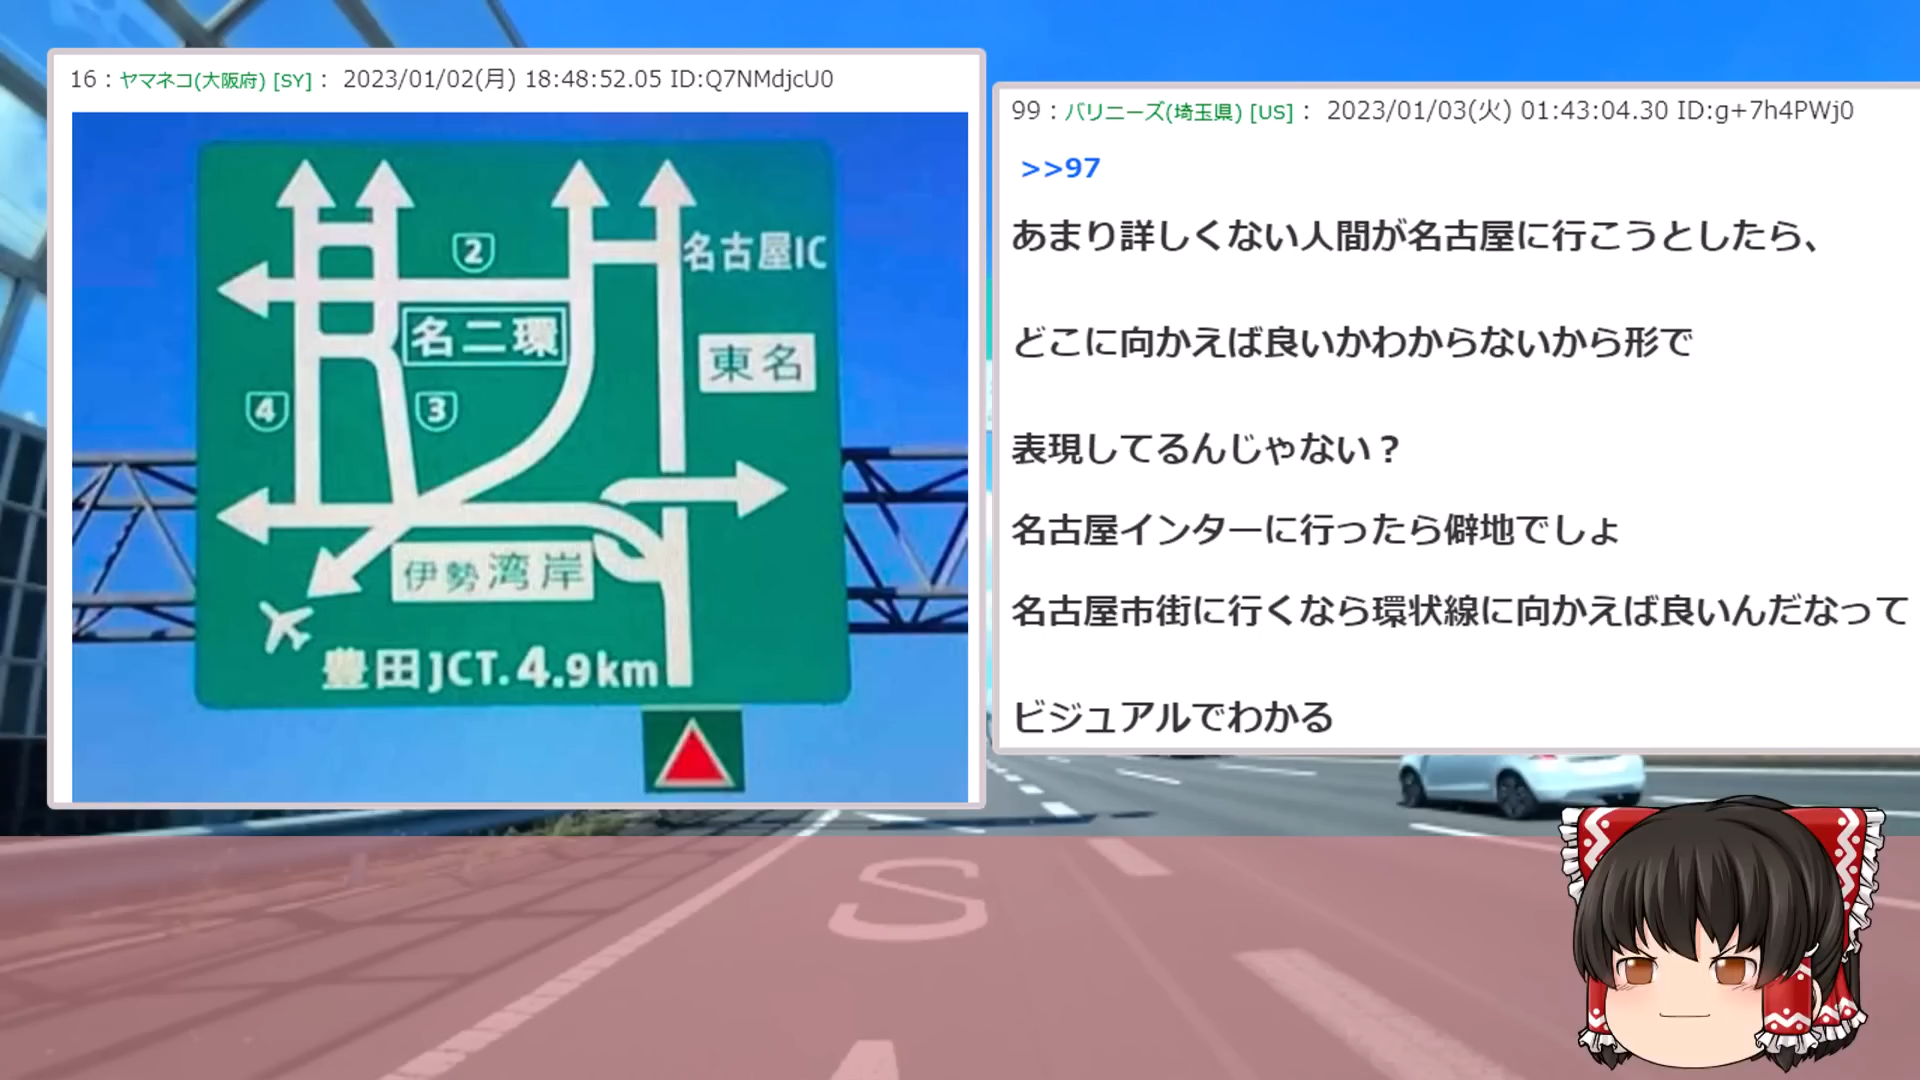 16：ヤマネコ(大阪府) [SY]： 2023/01/02(月) 18:48:52.05 ID:Q7NMdjcU0
2
名古屋IC
名二環
東名
4
3
伊勢湾岸
豊田JCT. 4.9km
99：バリニーズ(埼玉県) [US]： 2023/01/03(火) 01:43:04.30 ID:g+7h4PWj0
>>97
あまり詳しくない人間が名古屋に行こうとしたら、
どこに向かえば良いかわからないから形で
表現してるんじゃない？
名古屋インターに行ったら僻地でしょ
名古屋市街に行くなら環状線に向かえば良いんだなって
ビジュアルでわかる
S